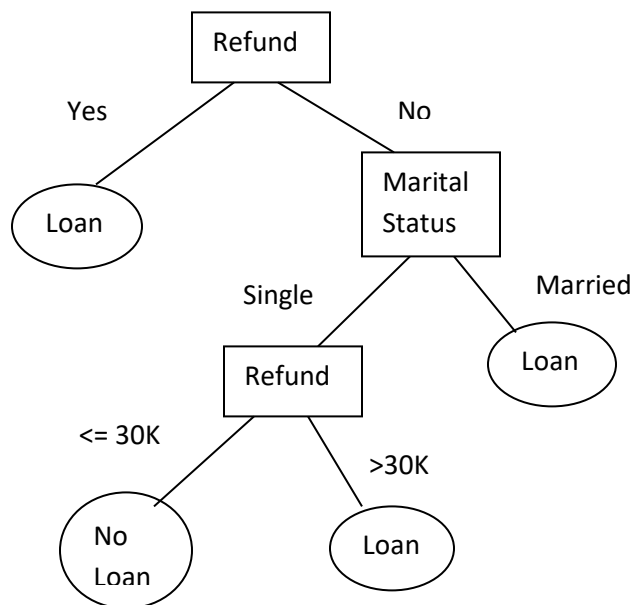 Refund
Yes
No
Marital
Status
Loan
Single
Married
Refund
Loan
<= 30K
>30K
No
Loan
Loan